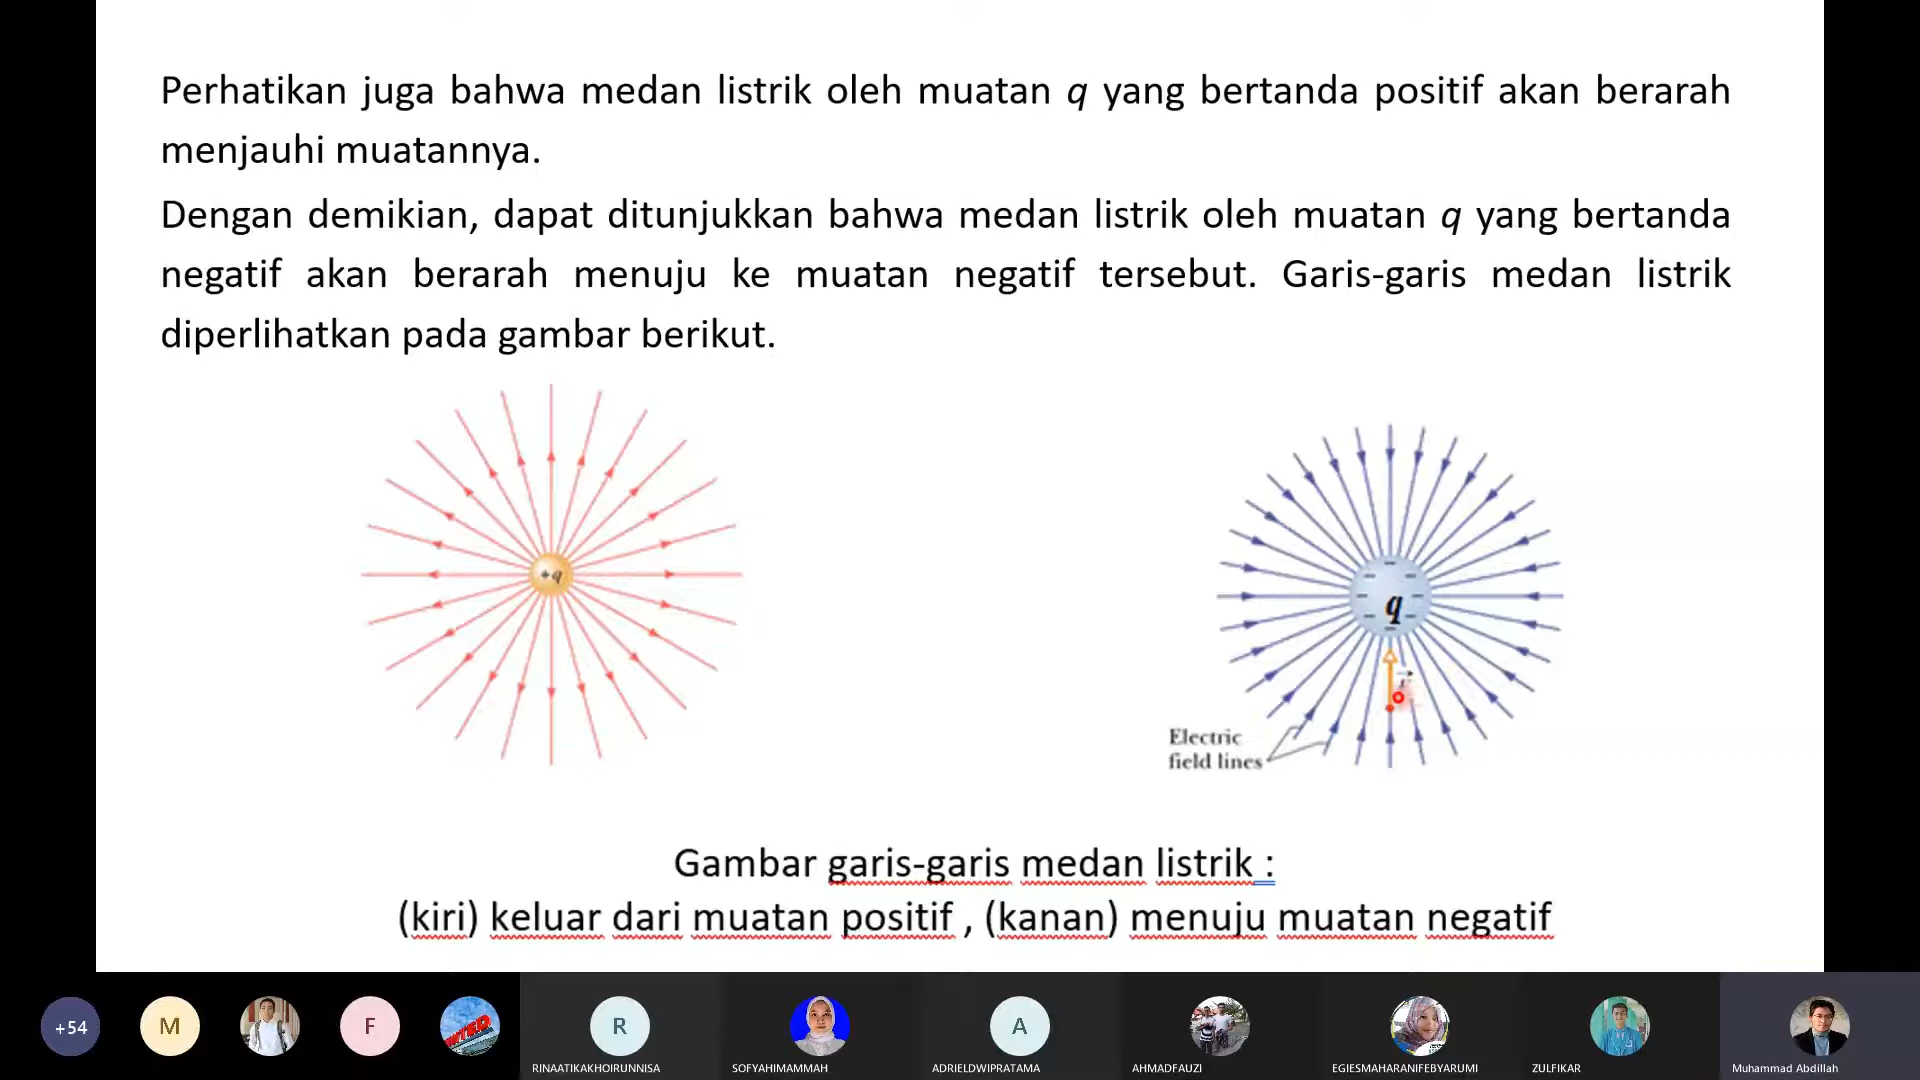 Perhatikan juga bahwa medan listrik oleh muatan q yang bertanda positif akan berarah
menjauhi muatannya.
Dengan demikian, dapat ditunjukkan bahwa medan listrik oleh muatan q yang bertanda
negatif akan berarah menuju ke muatan negatif tersebut. Garis-garis medan listrik
diperlihatkan pada gambar berikut.
+q
q
Electric
field lines
Gambar garis-garis medan listrik :
(kiri) keluar dari muatan positif , (kanan) menuju muatan negatif
+54
M
F
R
A
RINAATIKAKHOIRUNNISA
SOFYAHIMAMMAH
ADRIELDWIPRATAMA
AHMADFAUZI
EGIESMAHARANIFEBYARUMI
ZULFIKAR
Muhammad Abdillah